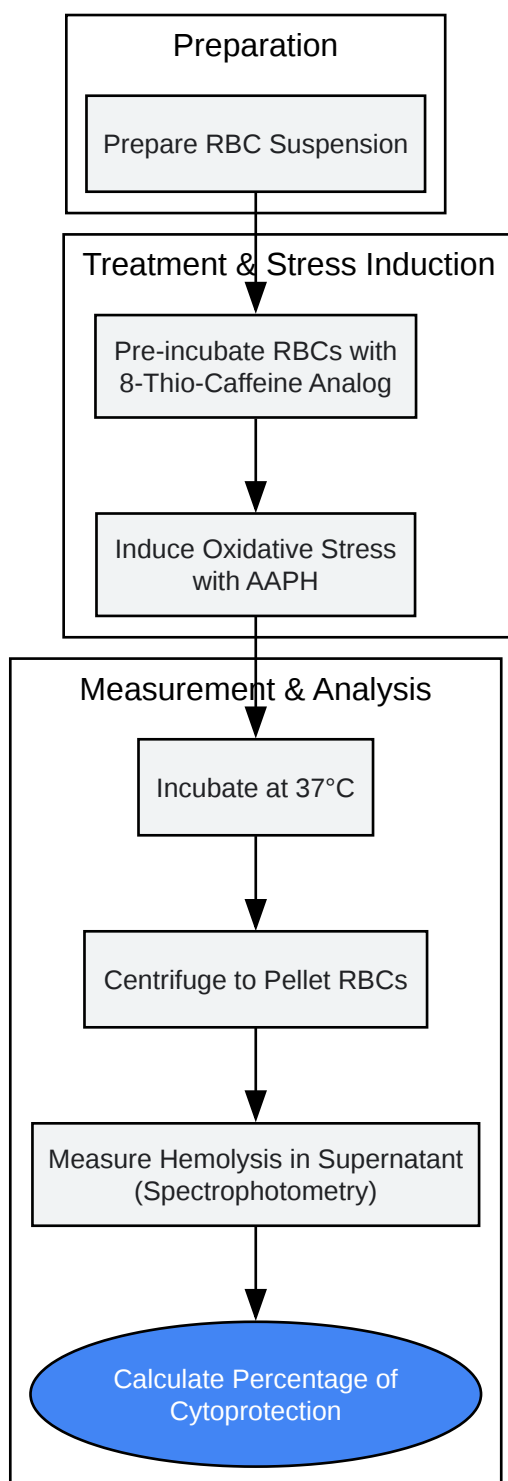 Preparation
Prepare RBC Suspension
Treatment & Stress Induction
Pre-incubate RBCs with
8-Thio-Caffeine Analog
Induce Oxidative Stress
with AAPH
Measurement & Analysis
Incubate at 37°C
Centrifuge to Pellet RBCs
Measure Hemolysis in Supernatant
(Spectrophotometry)
Calculate Percentage of
Cytoprotection